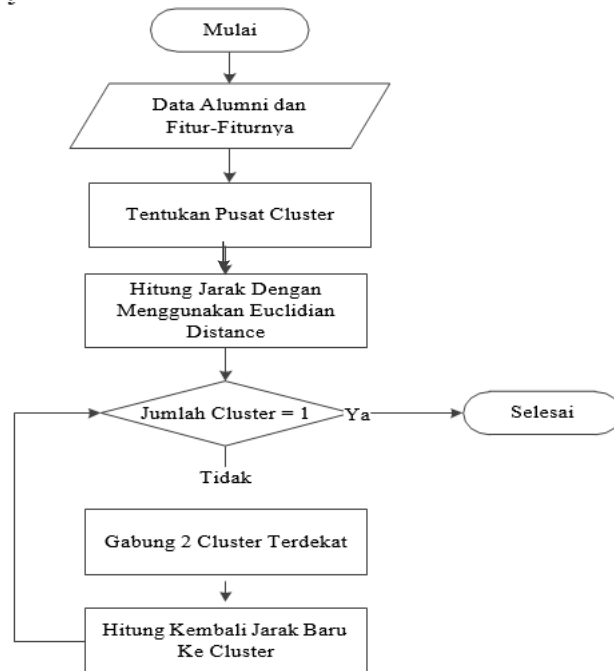 Mulai
Data Alumni dan
Fitur-Fiturnya
Tentukan Pusat Cluster
Hitung Jarak Dengan
Menggunakan Euclidian
Distance
Jumlah Cluster = 1
Ya
Selesai
Tidak
Gabung 2 Cluster Terdekat
Hitung Kembali Jarak Baru
Ke Cluster